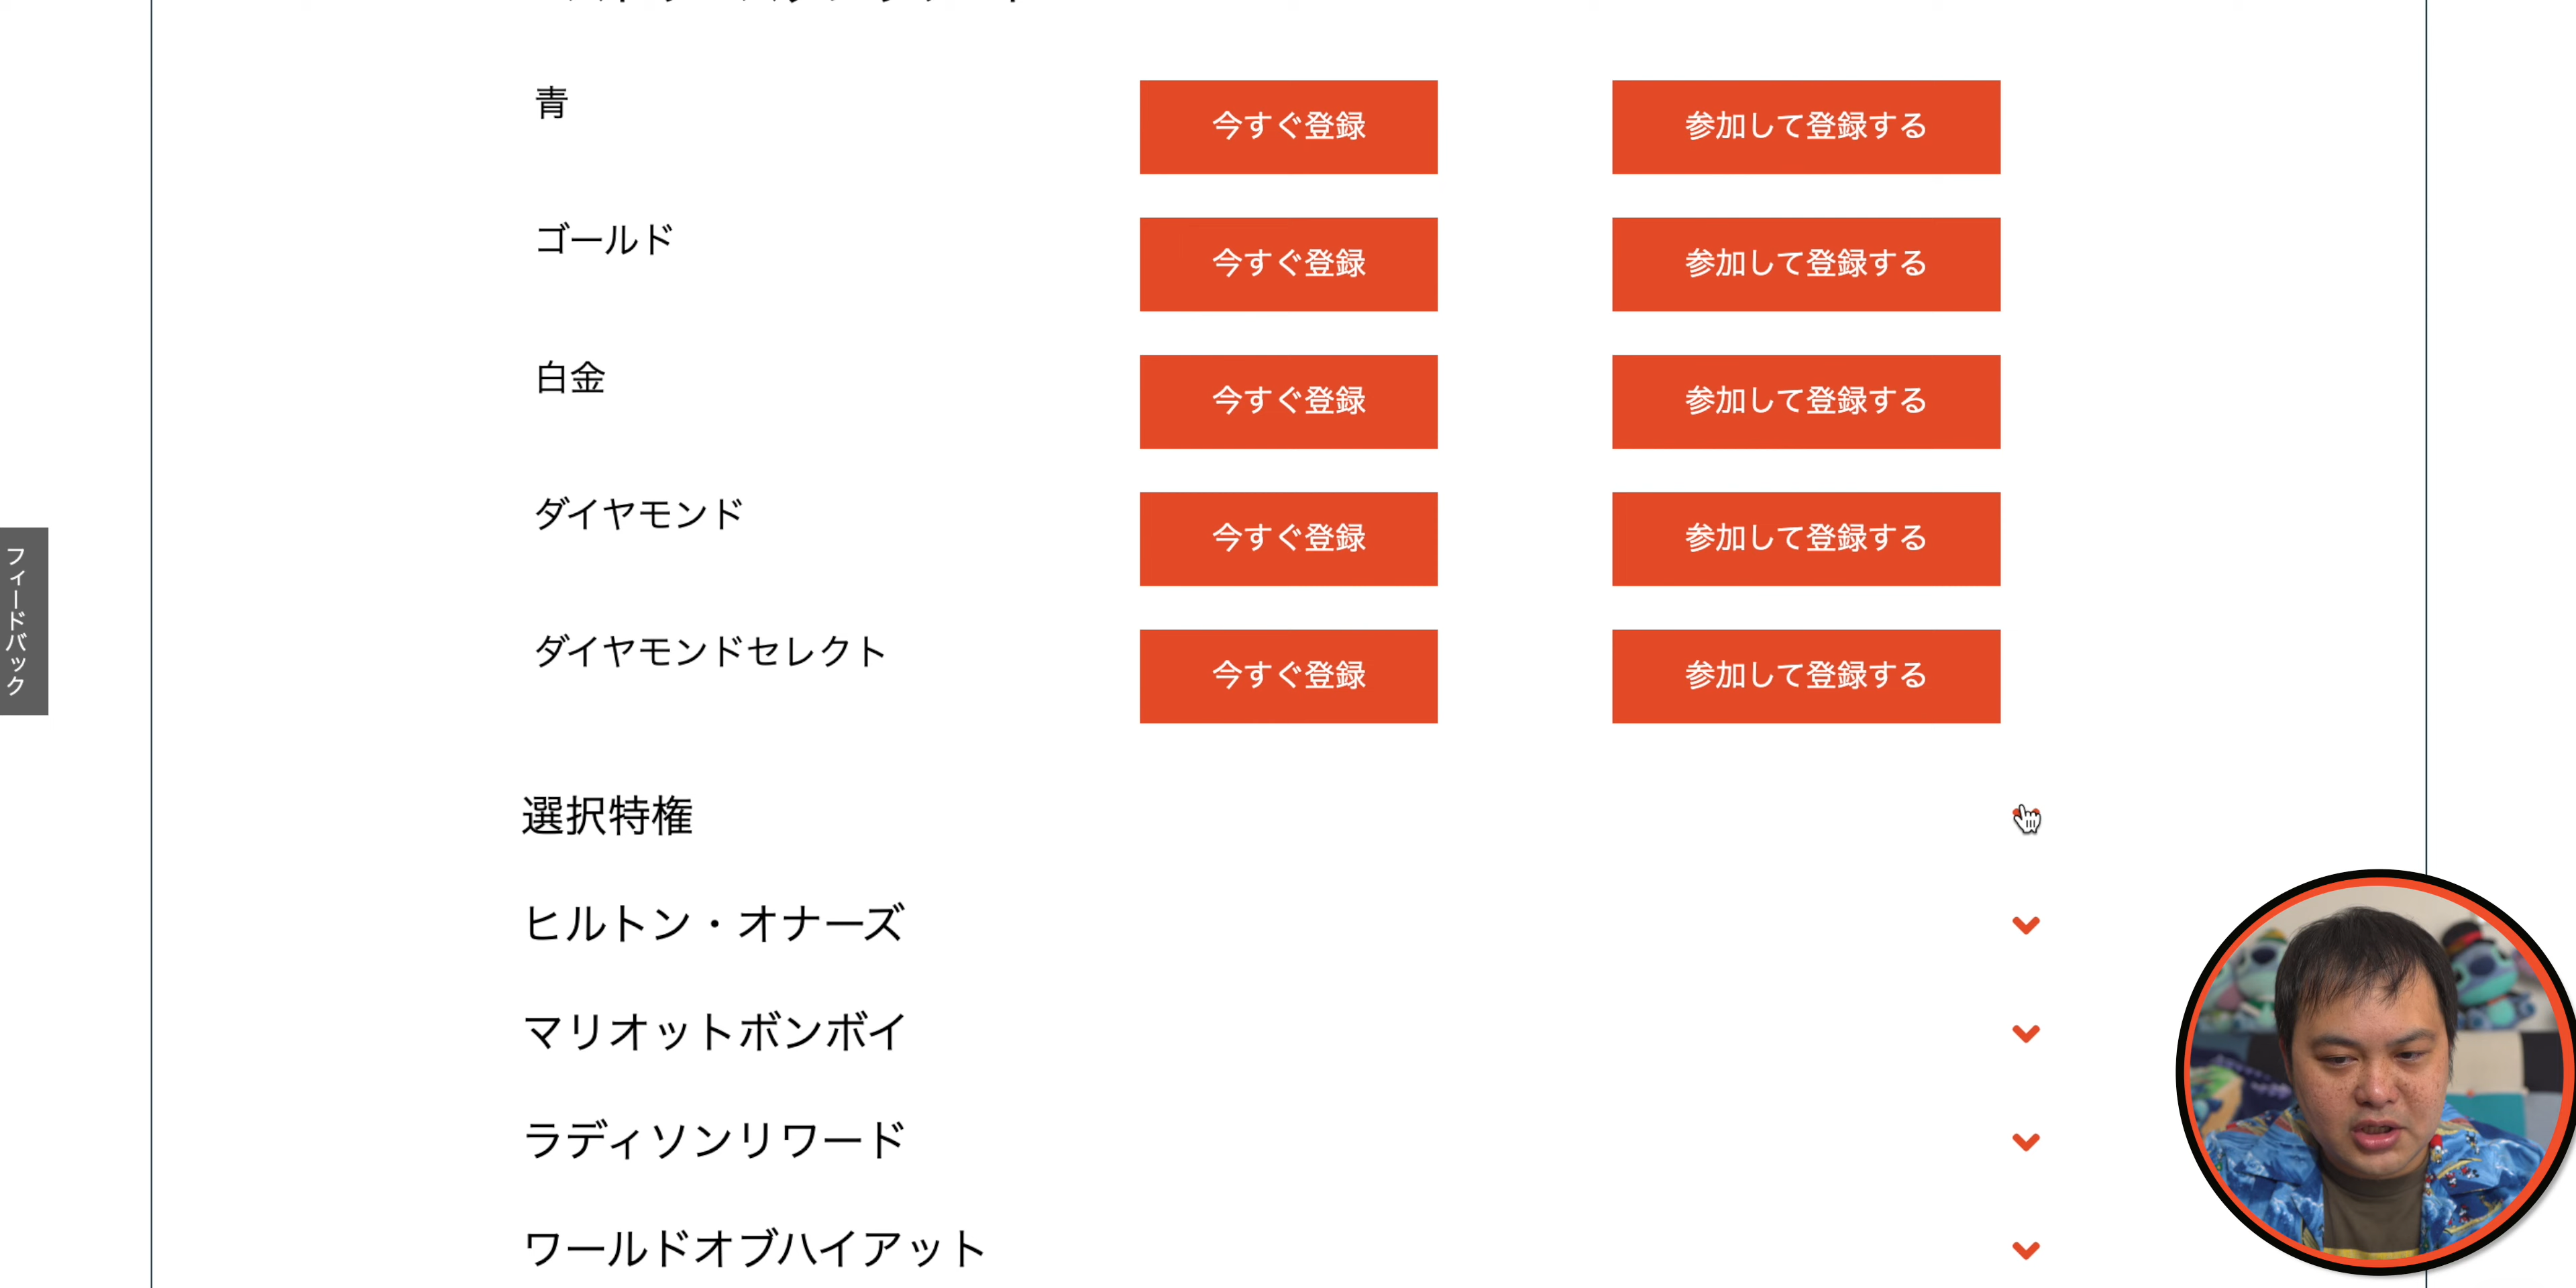 青
今すぐ登録
参加して登録する
ゴールド
今すぐ登録
参加して登録する
白金
今すぐ登録
参加して登録する
ダイヤモンド
今すぐ登録
参加して登録する
ダイヤモンドセレクト
今すぐ登録
参加して登録する
フィードバック
選択特権
ヒルトン・オナーズ
マリオットボンボイ
ラディソンリワード
ワールドオブハイアット